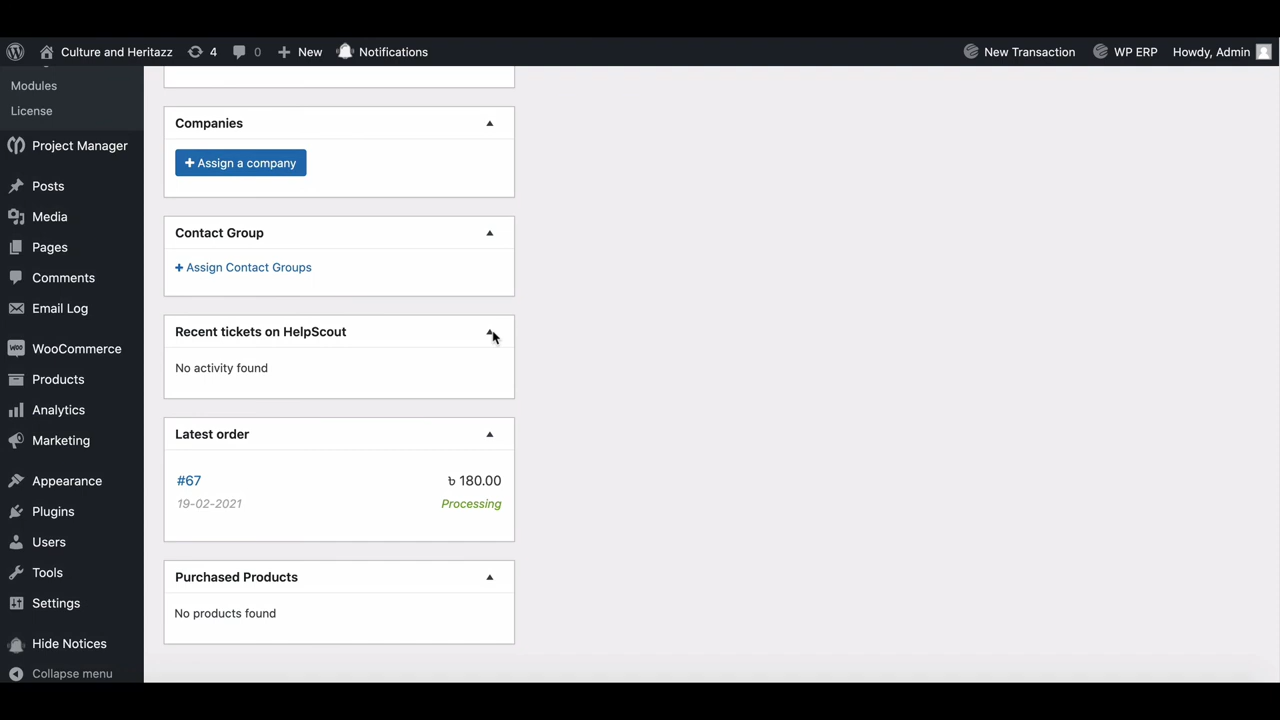 Culture and Heritazz
4
0
New
Notifications
New Transaction
WP ERP
Howdy, Admin
Modules
License
Project Manager
Posts
Media
Pages
Comments
Email Log
WooCommerce
Products
Analytics
Marketing
Appearance
Plugins
Users
Tools
Settings
Hide Notices
Collapse menu
Companies
+ Assign a company
Contact Group
+ Assign Contact Groups
Recent tickets on HelpScout
No activity found
Latest order
#67 ৳ 180.00
19-02-2021 Processing
Purchased Products
No products found